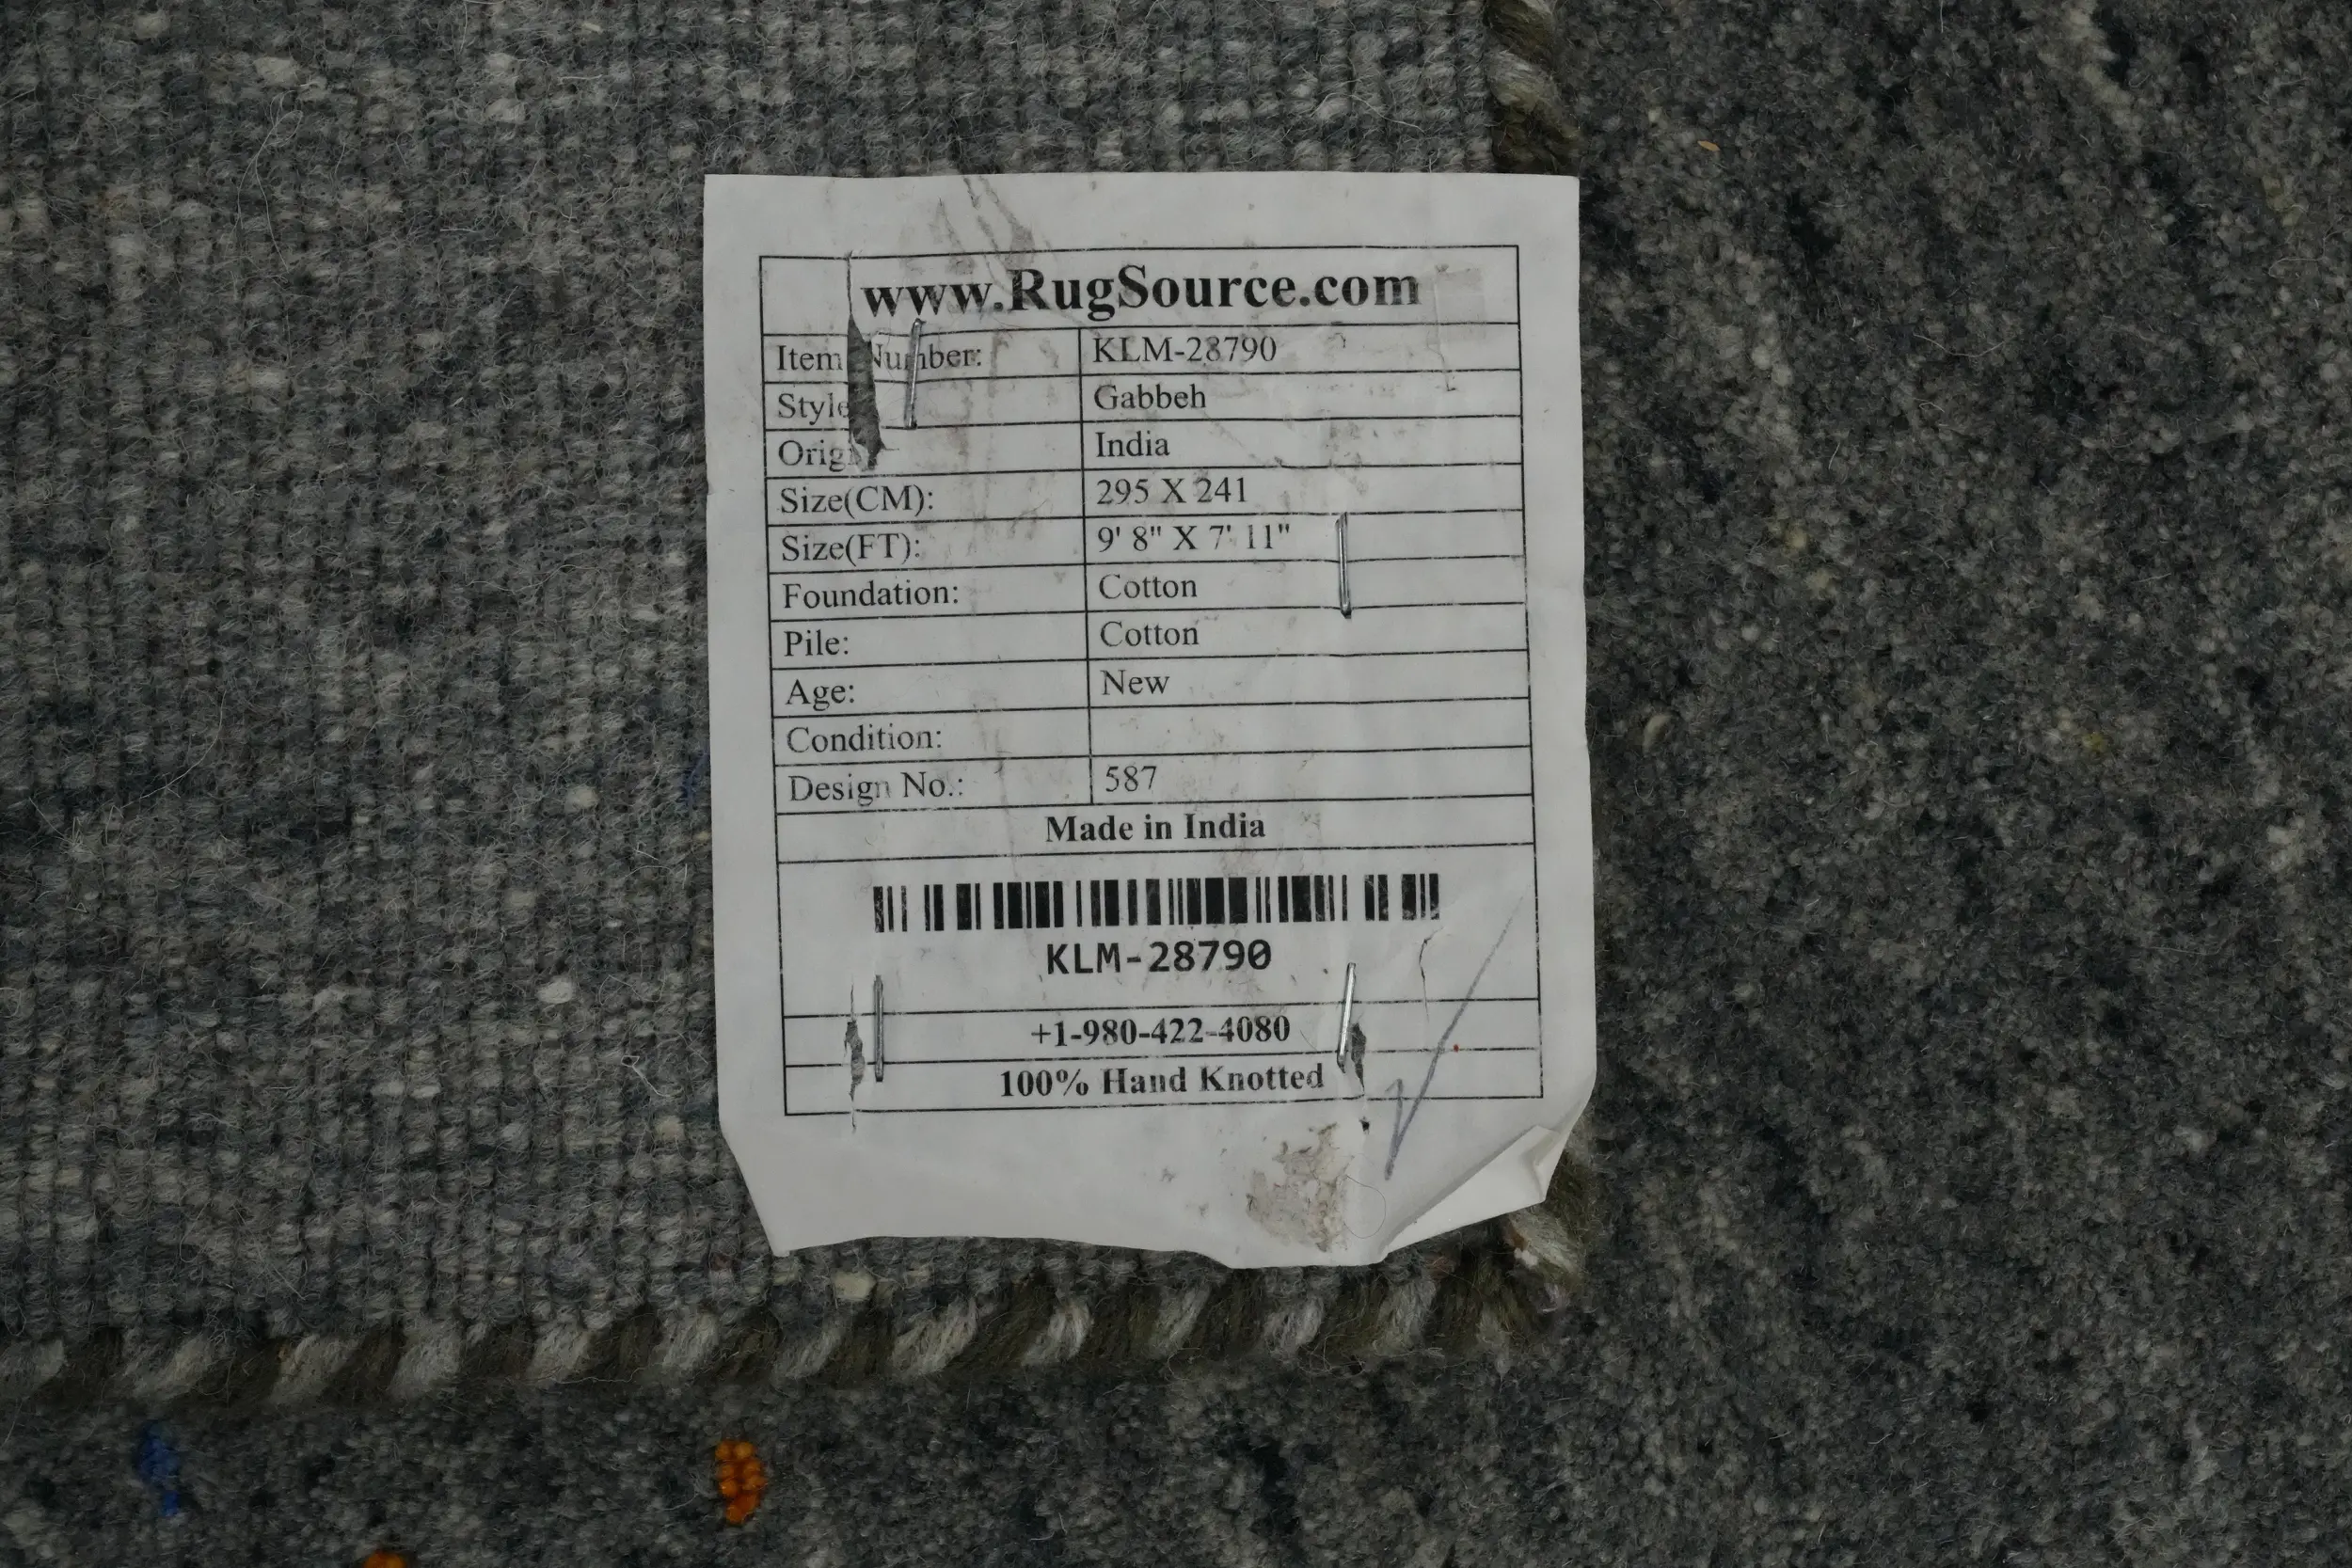 www.RugSource.com
Item Number: KLM-28790
Style Gabbeh
Origi India
Size(CM): 295 X 241
Size(FT): 9' 8" X 7' 11"
Foundation: Cotton
Pile: Cotton
Age: New
Condition:
Design No.: 587
Made in India
KLM-28790
+1-980-422-4080
100% Hand Knotted